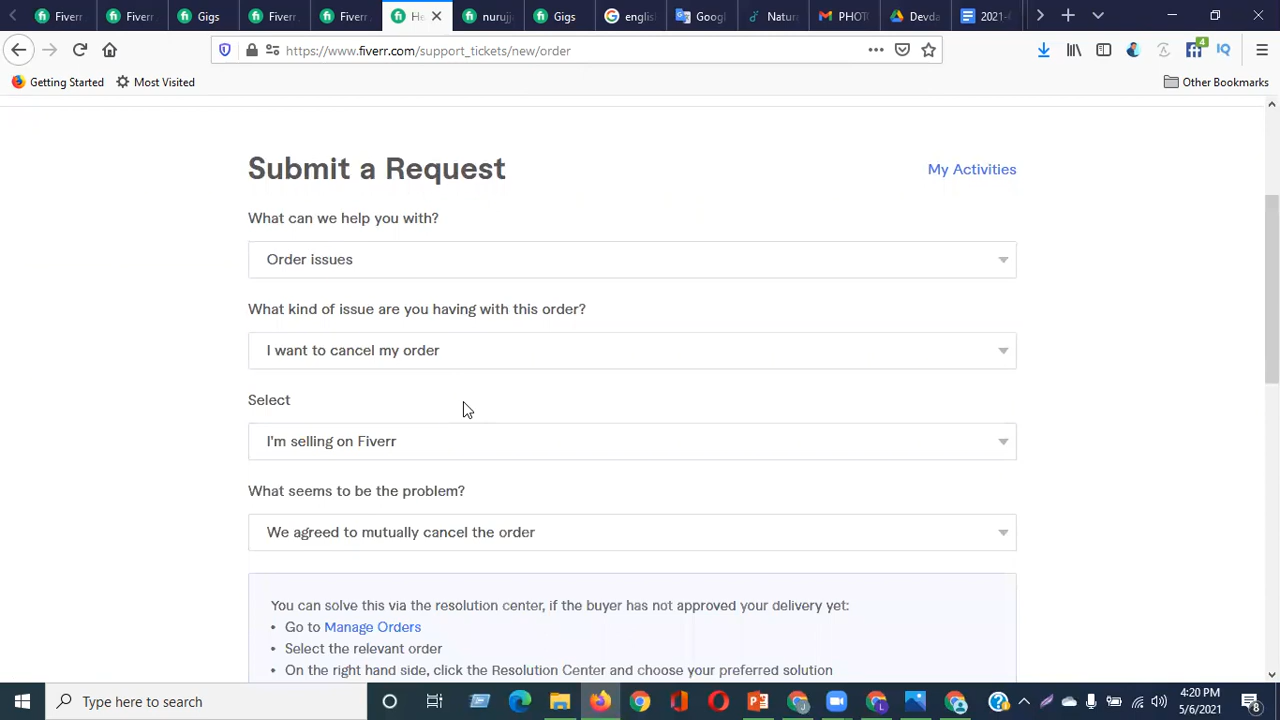 Fiverr
Fiverr
Gigs
Fiverr.
Fiverr
He
nurujj
Gigs
englis
Googl
Natur
PHOT
Devda
2021-
https://www.fiverr.com/support_tickets/new/order
4
Getting Started
Most Visited
Other Bookmarks
Submit a Request
My Activities
What can we help you with?
Order issues
What kind of issue are you having with this order?
I want to cancel my order
Select
I'm selling on Fiverr
What seems to be the problem?
We agreed to mutually cancel the order
You can solve this via the resolution center, if the buyer has not approved your delivery yet:
• Go to Manage Orders
• Select the relevant order
• On the right hand side, click the Resolution Center and choose your preferred solution
Type here to search
4:20 PM
5/6/2021
8